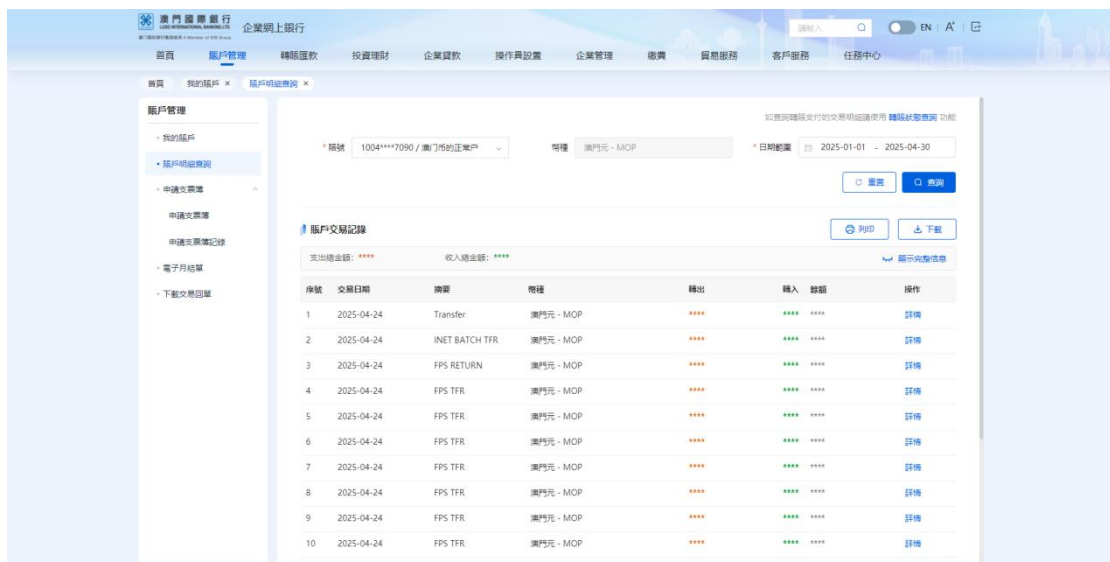 澳門國際銀行 企業網上銀行
LUSO INTERNATIONAL BANKING LTD.
請輸入 EN A
首頁 賬戶管理 轉賬匯款 投資理財 企業貸款 操作員設置 企業管理 繳費 貿易服務 客戶服務 任務中心
首頁 我的賬戶 × 賬戶明細查詢 ×
賬戶管理
· 我的賬戶
• 賬戶明細查詢
· 申請支票簿
申請支票簿
申請支票簿記錄
· 電子月結單
· 下載交易回單
如查詢轉賬支付的交易明細請使用 轉賬狀態查詢 功能
* 賬號 1004****7090 / 澳门币的正常户 幣種 澳門元 - MOP * 日期範圍 2025-01-01 - 2025-04-30
重置 查詢
賬戶交易記錄 列印 下載
支出總金額: **** 收入總金額: **** 顯示完整信息
序號 交易日期 摘要 幣種 轉出 轉入 餘額 操作
1 2025-04-24 Transfer 澳門元 - MOP **** **** **** 詳情
2 2025-04-24 INET BATCH TFR 澳門元 - MOP **** **** **** 詳情
3 2025-04-24 FPS RETURN 澳門元 - MOP **** **** **** 詳情
4 2025-04-24 FPS TFR 澳門元 - MOP **** **** **** 詳情
5 2025-04-24 FPS TFR 澳門元 - MOP **** **** **** 詳情
6 2025-04-24 FPS TFR 澳門元 - MOP **** **** **** 詳情
7 2025-04-24 FPS TFR 澳門元 - MOP **** **** **** 詳情
8 2025-04-24 FPS TFR 澳門元 - MOP **** **** **** 詳情
9 2025-04-24 FPS TFR 澳門元 - MOP **** **** **** 詳情
10 2025-04-24 FPS TFR 澳門元 - MOP **** **** **** 詳情